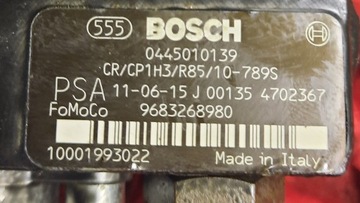 555 BOSCH
0445010139
CR/CP1H3/R85/10-789S
PSA 11-06-15 J 00135 4702367
FoMoCo 9683268980
10001993022 Made in Italy